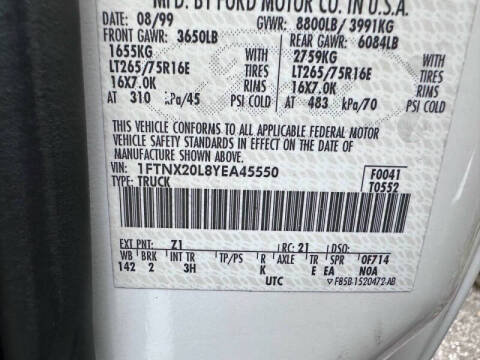 MFD. BY FORD MOTOR CO. IN U.S.A.
DATE: 08/99 GVWR: 8800LB/ 3991KG
FRONT GAWR: 3650LB REAR GAWR: 6084LB
1655KG WITH 2759KG WITH
LT265/75R16E TIRES LT265/75R16E TIRES
16X7.0K RIMS 16X7.0K RIMS
AT 310 kPa/45 PSI COLD AT 483 kPa/70 PSI COLD
THIS VEHICLE CONFORMS TO ALL APPLICABLE FEDERAL MOTOR
VEHICLE SAFETY STANDARDS IN EFFECT ON THE DATE OF
MANUFACTURE SHOWN ABOVE.
VIN: 1FTNX20L8YEA45550 F0041
TYPE: TRUCK T0552
EXT PNT: Z1 RC: 21 DSO:
WB BRK INT TR TP/PS R AXLE TR SPR 0F714
142 2 3H K E EA N0A
UTC F85B-1520472-AB